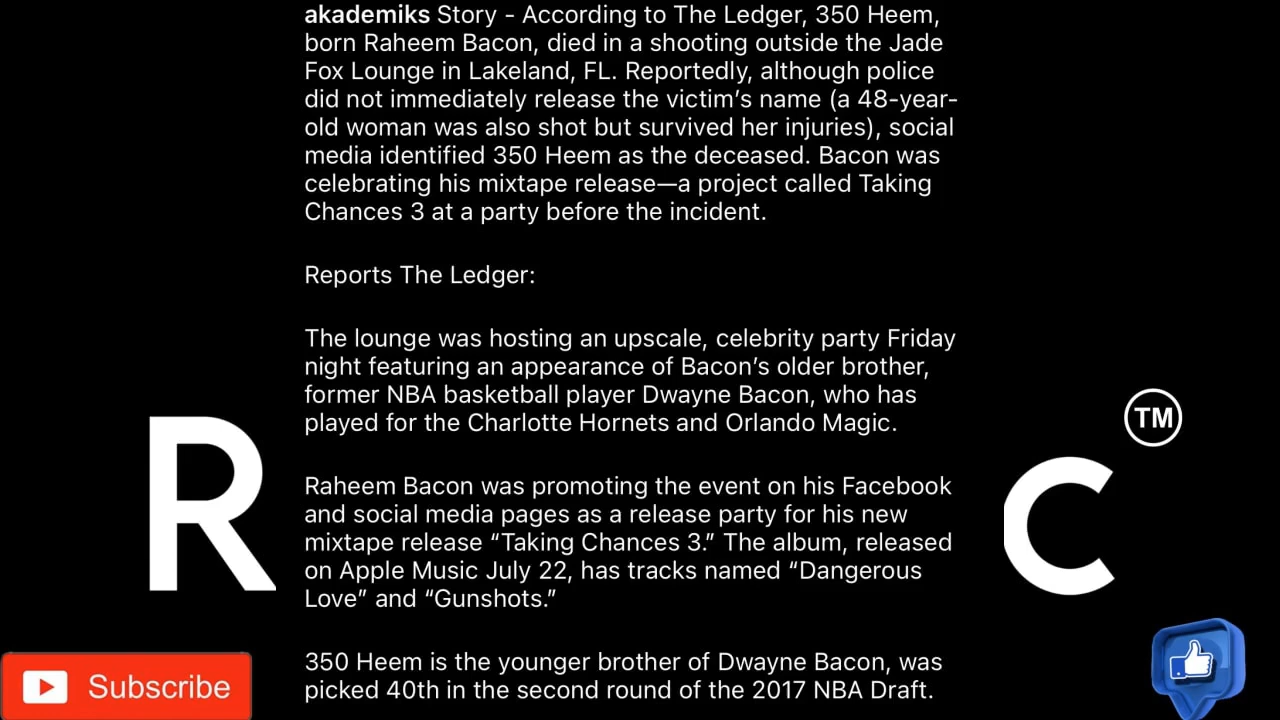 akademiks Story - According to The Ledger, 350 Heem,
born Raheem Bacon, died in a shooting outside the Jade
Fox Lounge in Lakeland, FL. Reportedly, although police
did not immediately release the victim’s name (a 48-year-
old woman was also shot but survived her injuries), social
media identified 350 Heem as the deceased. Bacon was
celebrating his mixtape release—a project called Taking
Chances 3 at a party before the incident.
Reports The Ledger:
The lounge was hosting an upscale, celebrity party Friday
night featuring an appearance of Bacon’s older brother,
former NBA basketball player Dwayne Bacon, who has
played for the Charlotte Hornets and Orlando Magic.
Raheem Bacon was promoting the event on his Facebook
and social media pages as a release party for his new
mixtape release “Taking Chances 3.” The album, released
on Apple Music July 22, has tracks named “Dangerous
Love” and “Gunshots.”
350 Heem is the younger brother of Dwayne Bacon, was
picked 40th in the second round of the 2017 NBA Draft.
R
c
TM
Subscribe